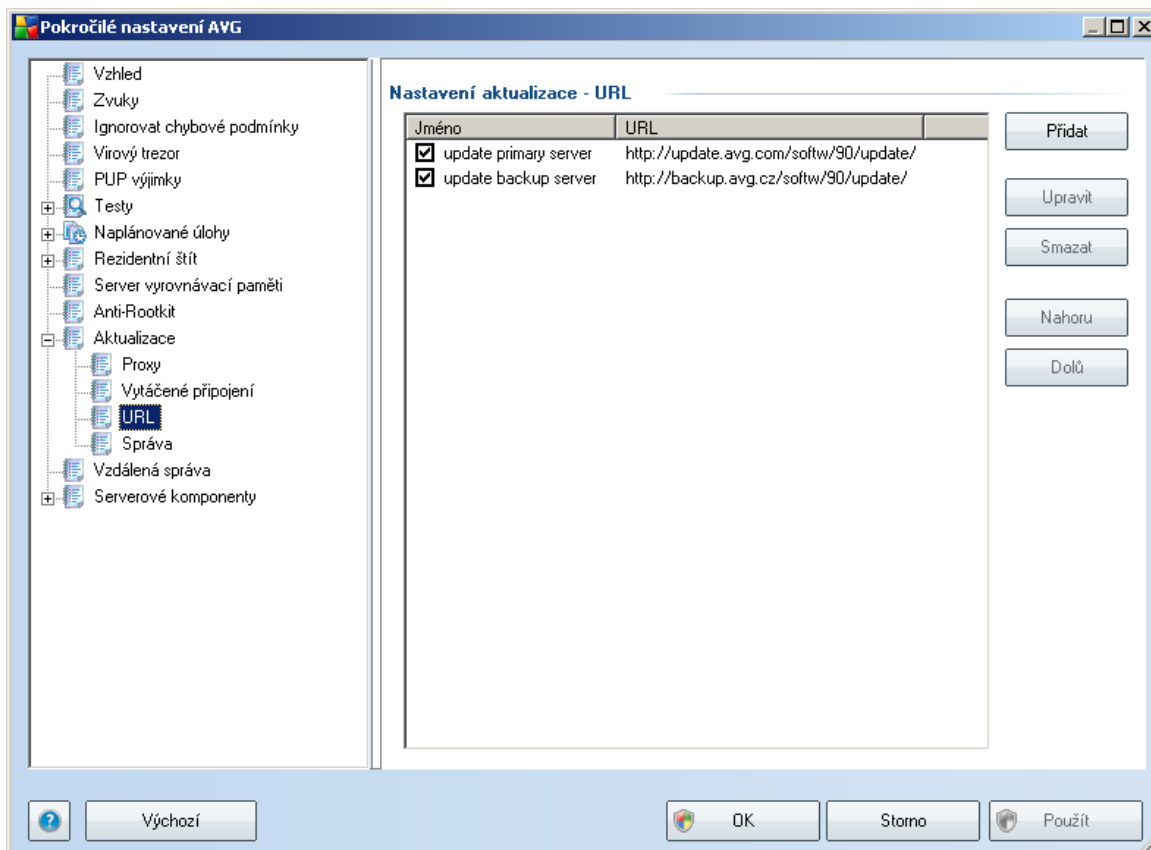 Pokročilé nastavení AVG
Vzhled
Zvuky
Ignorovat chybové podmínky
Virový trezor
PUP výjimky
Testy
Naplánované úlohy
Rezidentní štít
Server vyrovnávací paměti
Anti-Rootkit
Aktualizace
Proxy
Vytáčené připojení
URL
Správa
Vzdálená správa
Serverové komponenty
Nastavení aktualizace - URL
Jméno URL
update primary server http://update.avg.com/softw/90/update/
update backup server http://backup.avg.cz/softw/90/update/
Přidat
Upravit
Smazat
Nahoru
Dolů
Výchozí
OK
Storno
Použít